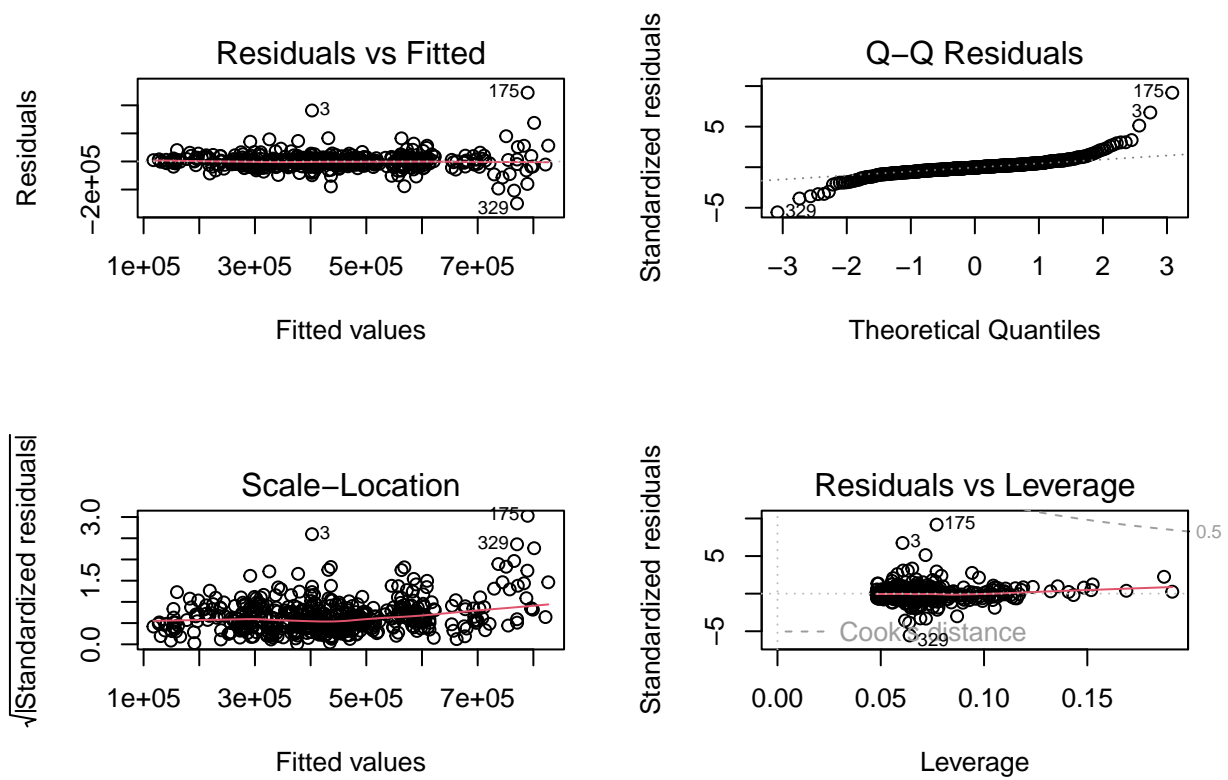 Residuals vs Fitted
Residuals
−2e+05
175
3
329
1e+05 3e+05 5e+05 7e+05
Fitted values
Q−Q Residuals
Standardized residuals
−5 5
175
3
329
−3 −2 −1 0 1 2 3
Theoretical Quantiles
Scale−Location
√|Standardized residuals|
0.0 1.5 3.0
175
3
329
1e+05 3e+05 5e+05 7e+05
Fitted values
Residuals vs Leverage
Standardized residuals
−5 5
175
3
0.5
Cook's distance
329
0.00 0.05 0.10 0.15
Leverage